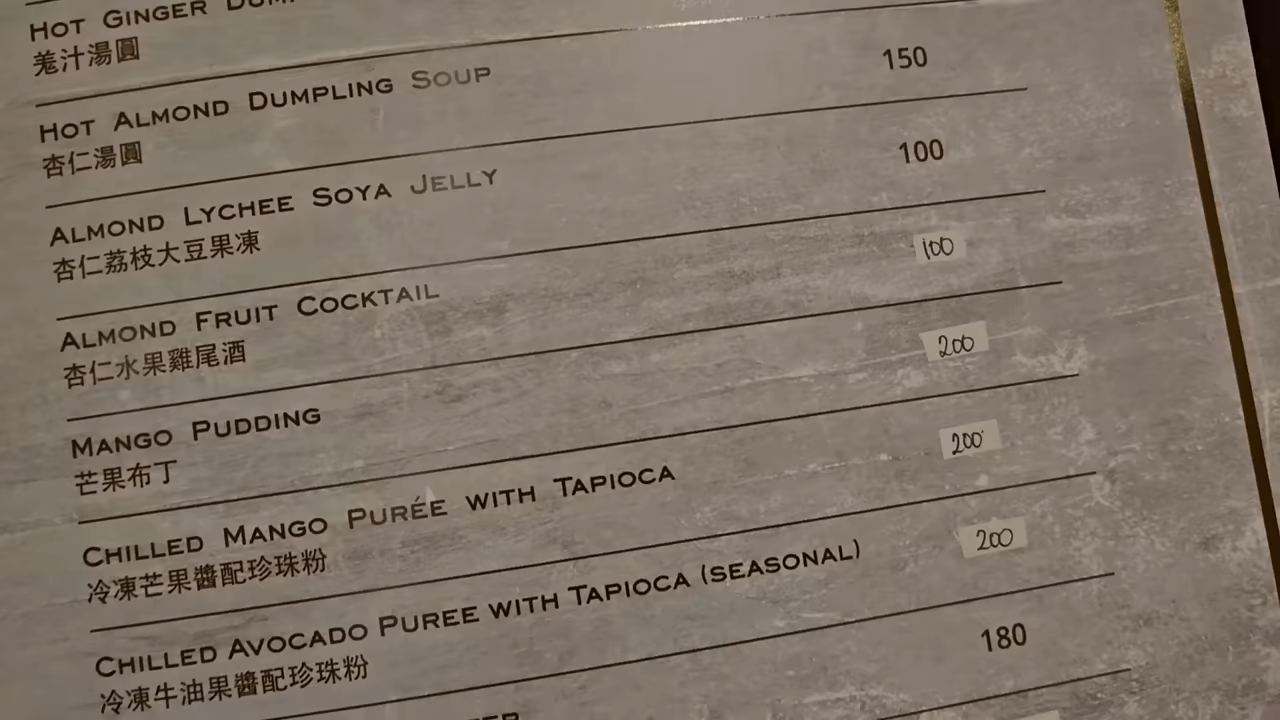 HOT GINGER
羗汁湯圓
HOT ALMOND DUMPLING SOUP 150
杏仁湯圓
ALMOND LYCHEE SOYA JELLY 100
杏仁荔枝大豆果凍
ALMOND FRUIT COCKTAIL 100
杏仁水果雞尾酒
MANGO PUDDING 200
芒果布丁
CHILLED MANGO PURÉE WITH TAPIOCA 200
冷凍芒果醬配珍珠粉
CHILLED AVOCADO PUREE WITH TAPIOCA (SEASONAL) 200
冷凍牛油果醬配珍珠粉
180